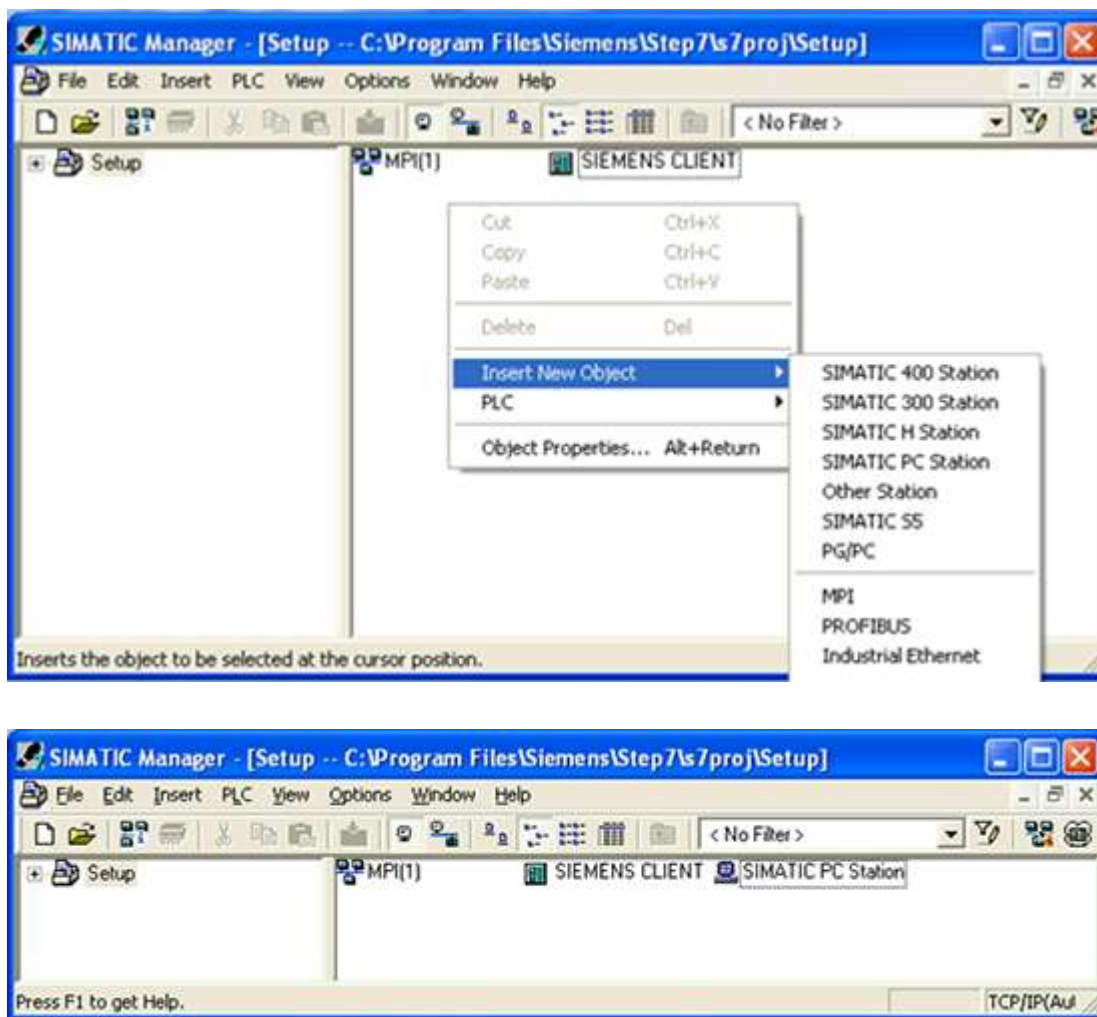 SIMATIC Manager - [Setup -- C:\Program Files\Siemens\Step7\s7proj\Setup]
File Edit Insert PLC View Options Window Help
< No Filter >
Setup
MPI(1)
SIEMENS CLIENT
Cut Ctrl+X
Copy Ctrl+C
Paste Ctrl+V
Delete Del
Insert New Object
PLC
Object Properties... Alt+Return
SIMATIC 400 Station
SIMATIC 300 Station
SIMATIC H Station
SIMATIC PC Station
Other Station
SIMATIC S5
PG/PC
MPI
PROFIBUS
Industrial Ethernet
Inserts the object to be selected at the cursor position.
SIMATIC Manager - [Setup -- C:\Program Files\Siemens\Step7\s7proj\Setup]
File Edit Insert PLC View Options Window Help
< No Filter >
Setup
MPI(1) SIEMENS CLIENT SIMATIC PC Station
Press F1 to get Help.
TCP/IP(Au